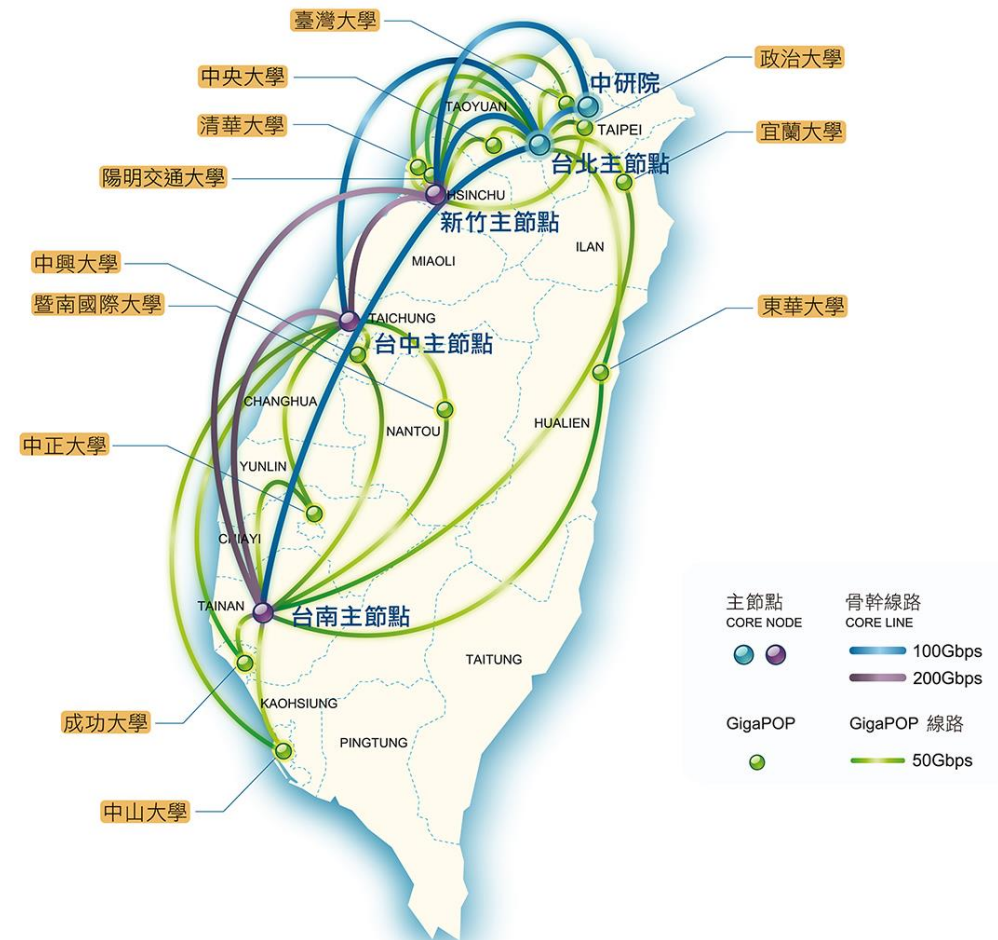 臺灣大學
中央大學
清華大學
陽明交通大學
中興大學
暨南國際大學
中正大學
成功大學
中山大學
政治大學
宜蘭大學
東華大學
中研院
TAOYUAN
TAIPEI
台北主節點
HSINCHU
新竹主節點
ILAN
MIAOLI
TAICHUNG
台中主節點
CHANGHUA
NANTOU
HUALIEN
YUNLIN
CHIAYI
TAINAN
台南主節點
TAITUNG
KAOHSIUNG
PINGTUNG
主節點
CORE NODE
骨幹線路
CORE LINE
100Gbps
200Gbps
GigaPOP
GigaPOP 線路
50Gbps